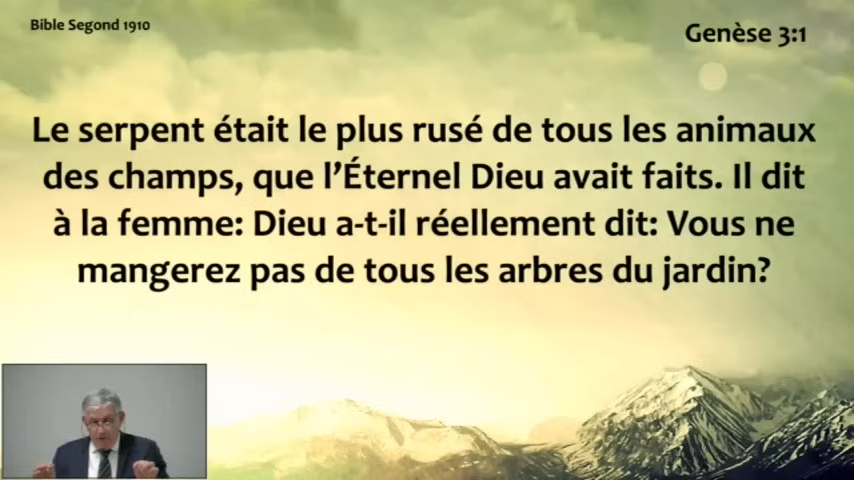 Bible Segond 1910
Genèse 3:1
Le serpent était le plus rusé de tous les animaux
des champs, que l’Éternel Dieu avait faits. Il dit
à la femme: Dieu a-t-il réellement dit: Vous ne
mangerez pas de tous les arbres du jardin?